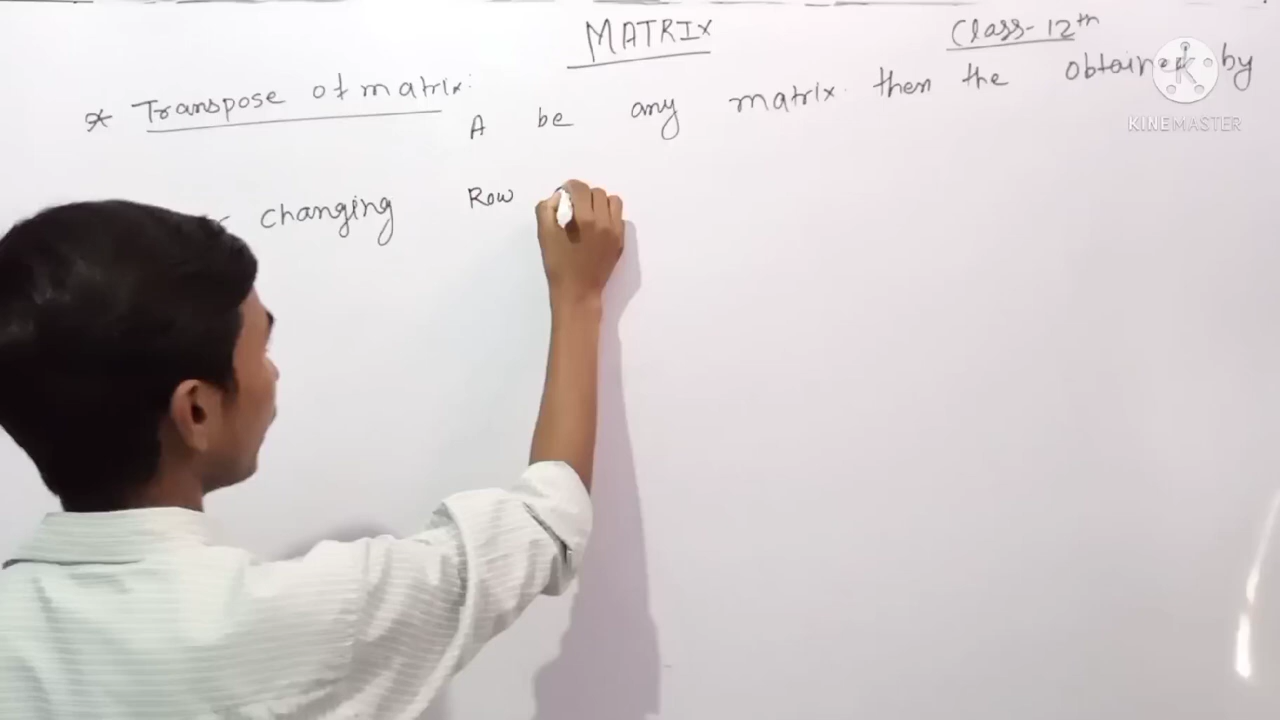 MATRIX
Class-12th
* Transpose of matrix:
A be any matrix. then the obtained by
changing Row
KINEMASTER